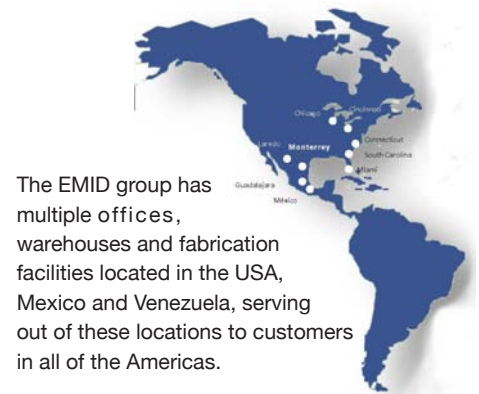 Chicago
Cincinnati
Connecticut
Laredo
Monterrey
South Carolina
Miami
Guadalajara
México
The EMID group has
multiple offices,
warehouses and fabrication
facilities located in the USA,
Mexico and Venezuela, serving
out of these locations to customers
in all of the Americas.